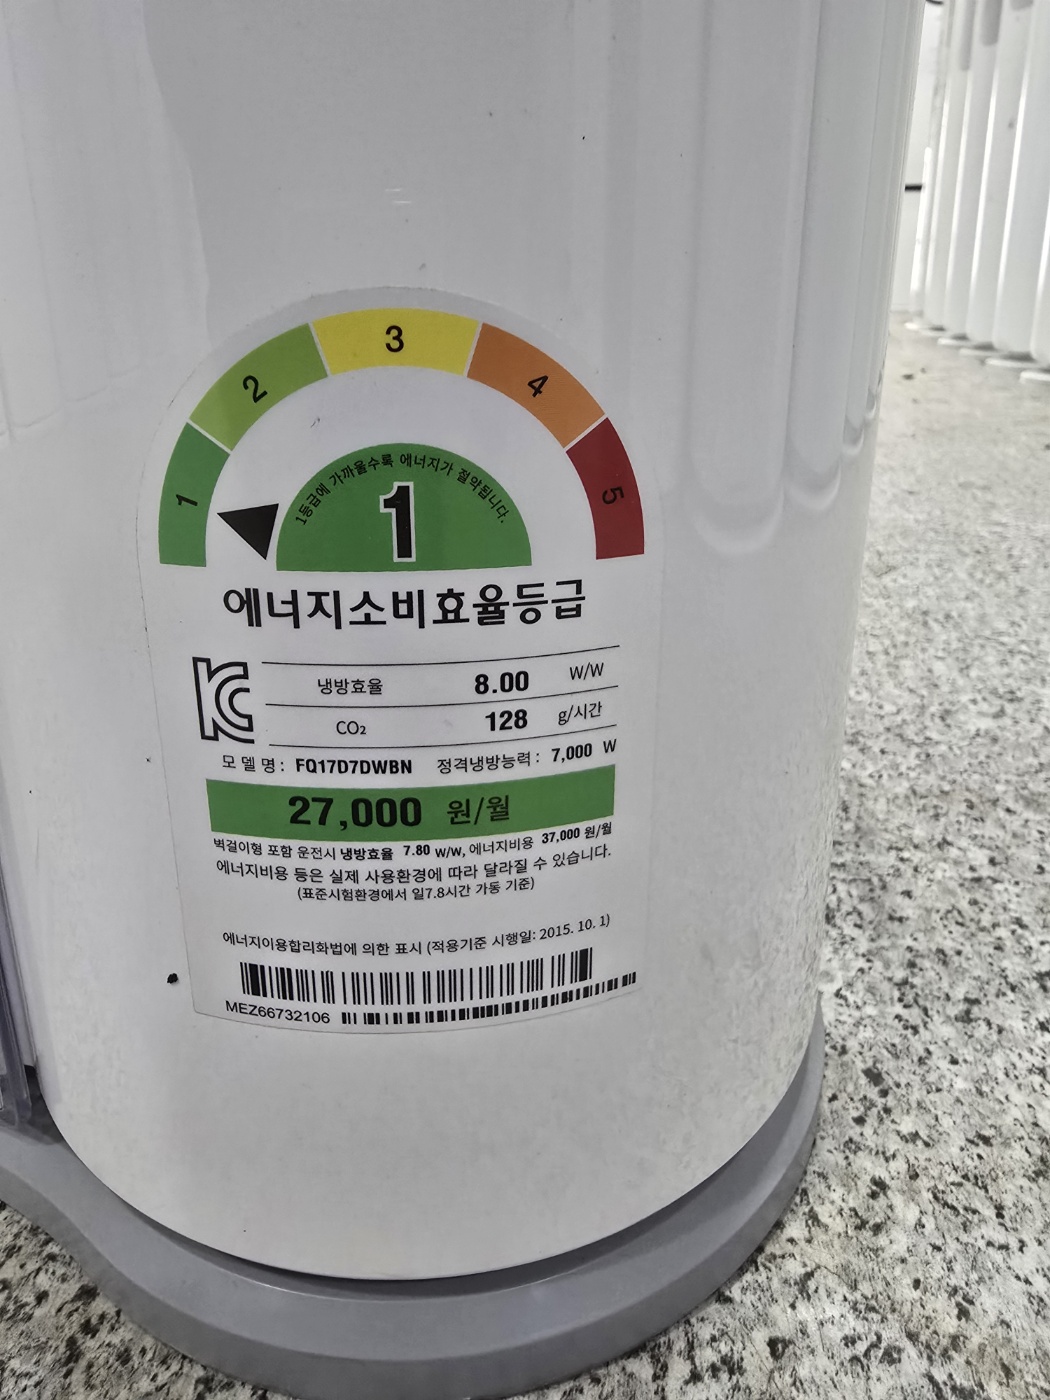 1 2 3 4 5
1등급에 가까울수록 에너지가 절약됩니다.
1
에너지소비효율등급
냉방효율 8.00 W/W
CO₂ 128 g/시간
모 델 명 : FQ17D7DWBN 정격냉방능력 : 7,000 W
27,000 원/월
벽걸이형 포함 운전시 냉방효율 7.80 W/W, 에너지비용 37,000 원/월
에너지비용 등은 실제 사용환경에 따라 달라질 수 있습니다.
(표준시험환경에서 일7.8시간 가동 기준)
에너지이용합리화법에 의한 표시 (적용기준 시행일: 2015. 10. 1)
MEZ66732106